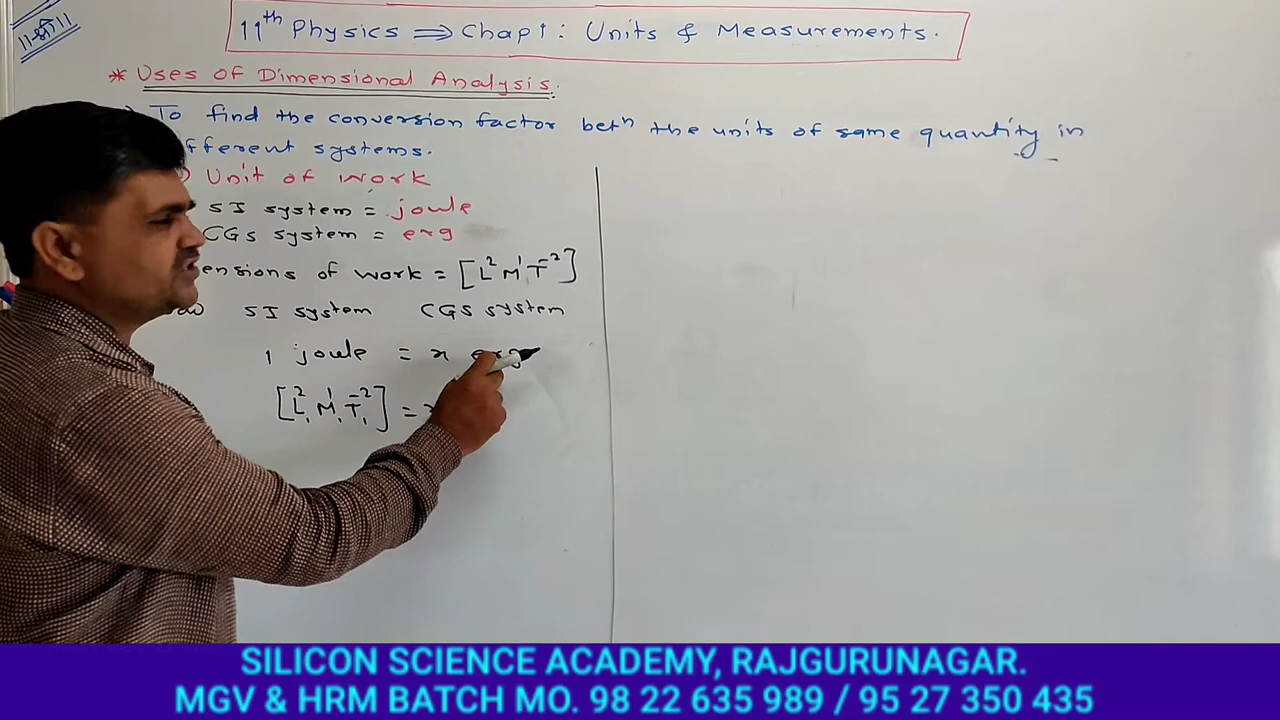 11-श्री॥
11th Physics ⇒ Chap 1 : Units & Measurements.
* Uses of Dimensional Analysis.
To find the conversion factor betn the units of same quantity in
fferent systems.
) Unit of work
SI system = joule
CGS system = erg
ensions of work = [L² M¹ T⁻²]
SI system CGS system
1 joule = x erg
[L₁² M₁¹ T₁⁻²] = x
SILICON SCIENCE ACADEMY, RAJGURUNAGAR.
MGV & HRM BATCH MO. 98 22 635 989 / 95 27 350 435